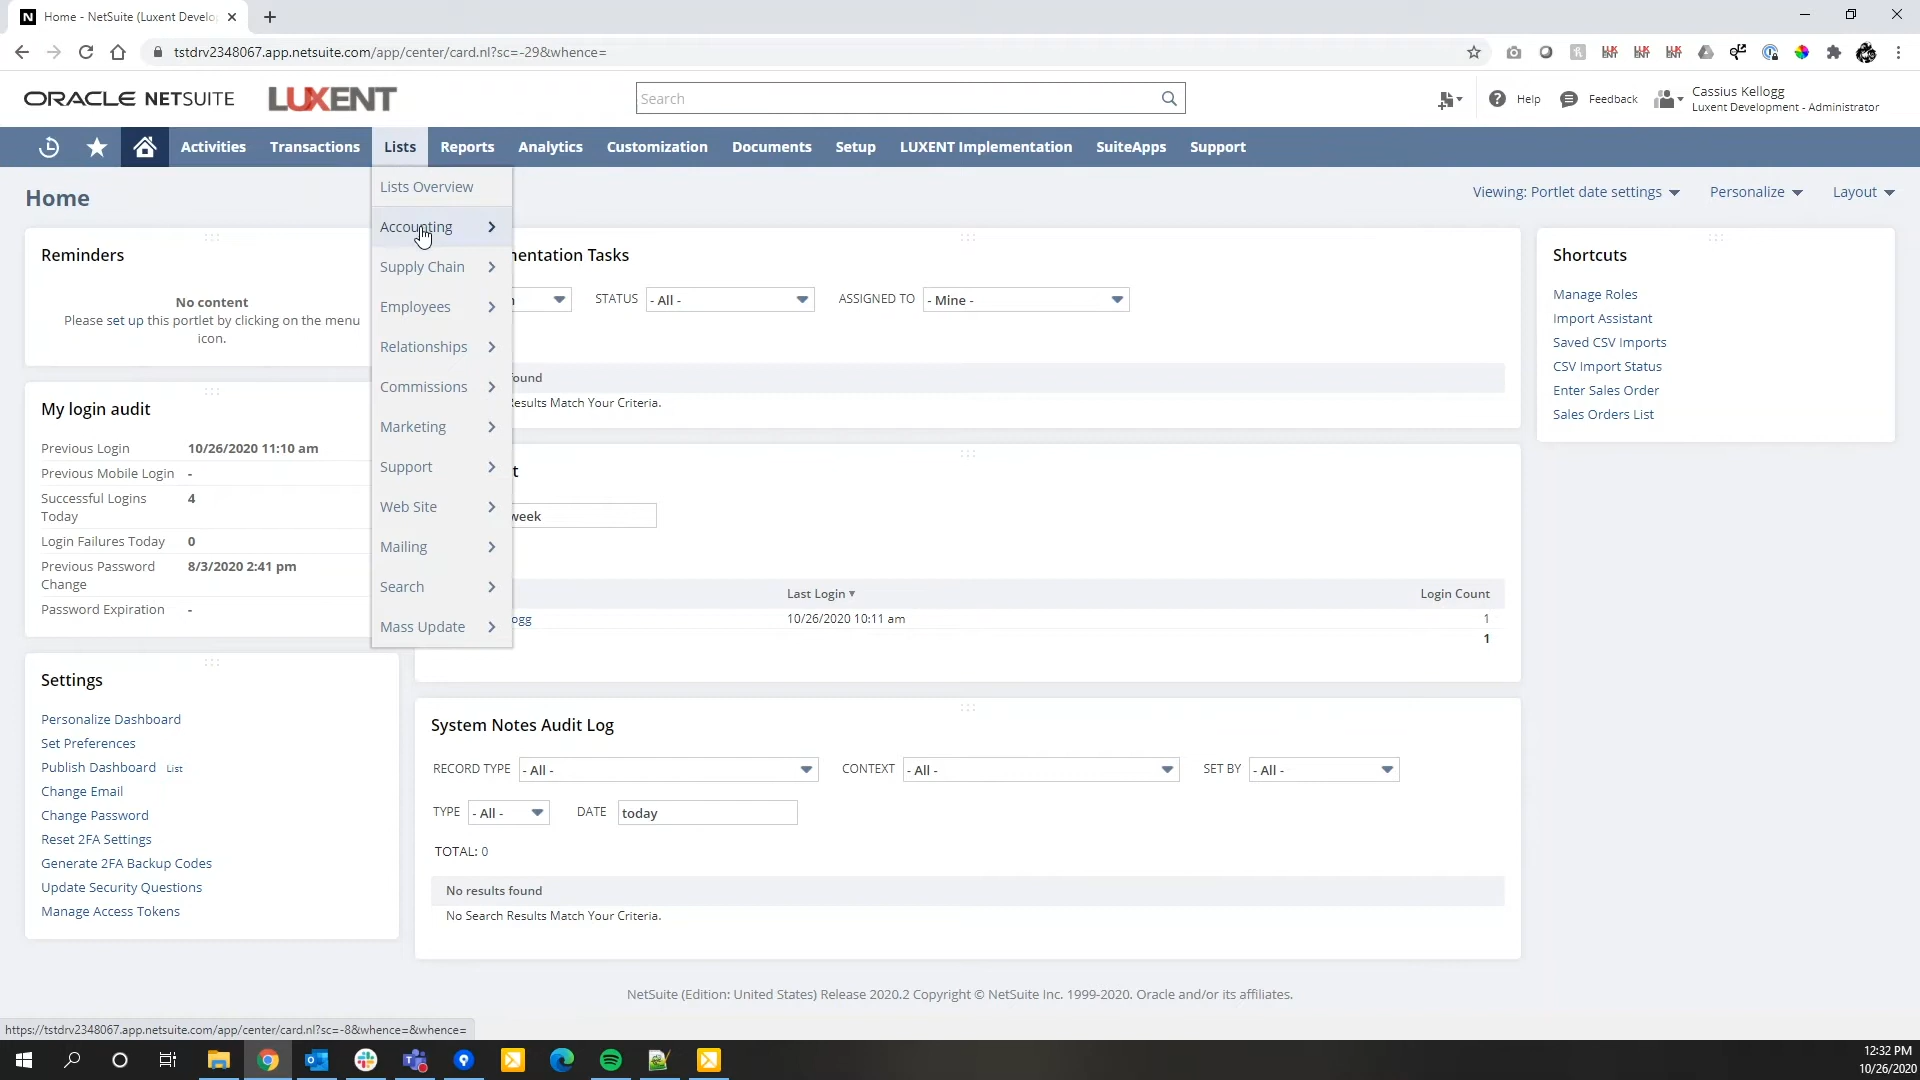 Home - NetSuite (Luxent Develo
tstdrv2348067.app.netsuite.com/app/center/card.nl?sc=-29&whence=
ORACLE NETSUITE
LUXENT
Search
Help
Feedback
Cassius Kellogg
Luxent Development - Administrator
Activities
Transactions
Lists
Reports
Analytics
Customization
Documents
Setup
LUXENT Implementation
SuiteApps
Support
Home
Viewing: Portlet date settings
Personalize
Layout
Lists Overview
Accounting
Supply Chain
Employees
Relationships
Commissions
Marketing
Support
Web Site
Mailing
Search
Mass Update
Reminders
No content
Please set up this portlet by clicking on the menu
icon.
My login audit
Previous Login 10/26/2020 11:10 am
Previous Mobile Login -
Successful Logins 4
Today
Login Failures Today 0
Previous Password 8/3/2020 2:41 pm
Change
Password Expiration -
Settings
Personalize Dashboard
Set Preferences
Publish Dashboard List
Change Email
Change Password
Reset 2FA Settings
Generate 2FA Backup Codes
Update Security Questions
Manage Access Tokens
mentation Tasks
STATUS - All -
ASSIGNED TO - Mine -
found
Results Match Your Criteria.
t
week
Last Login
Login Count
ogg 10/26/2020 10:11 am 1
1
System Notes Audit Log
RECORD TYPE - All -
CONTEXT - All -
SET BY - All -
TYPE - All -
DATE today
TOTAL: 0
No results found
No Search Results Match Your Criteria.
Shortcuts
Manage Roles
Import Assistant
Saved CSV Imports
CSV Import Status
Enter Sales Order
Sales Orders List
NetSuite (Edition: United States) Release 2020.2 Copyright © NetSuite Inc. 1999-2020. Oracle and/or its affiliates.
https://tstdrv2348067.app.netsuite.com/app/center/card.nl?sc=-8&whence=&whence=
12:32 PM
10/26/2020